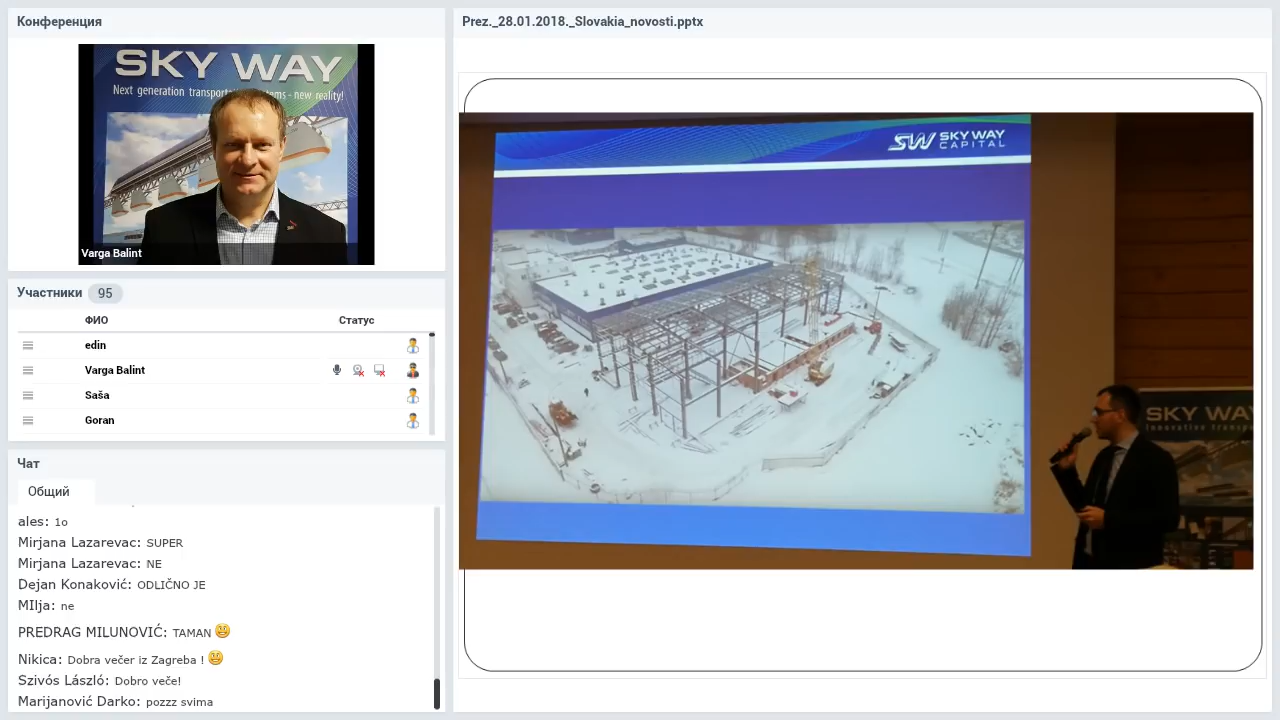 Конференция
SKY WAY
Next generation transportation systems - new reality!
Varga Balint
Участники 95
ФИО Статус
edin
Varga Balint
Saša
Goran
Чат
Общий
ales: 1o
Mirjana Lazarevac: SUPER
Mirjana Lazarevac: NE
Dejan Konaković: ODLIČNO JE
MIlja: ne
PREDRAG MILUNOVIĆ: TAMAN
Nikica: Dobra večer iz Zagreba !
Szivós László: Dobro veče!
Marijanović Darko: pozzz svima
Prez._28.01.2018._Slovakia_novosti.pptx
SW SKY WAY
CAPITAL
SKY WAY
Innovative transpo